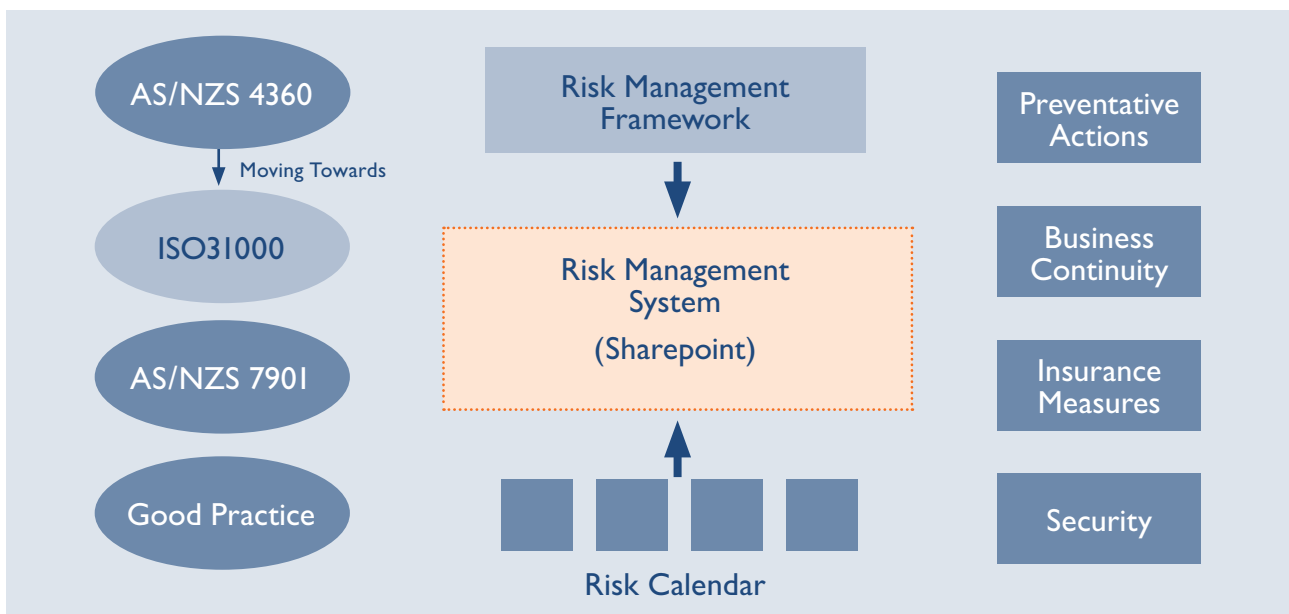 AS/NZS 4360
Moving Towards
ISO31000
AS/NZS 7901
Good Practice
Risk Management
Framework
Risk Management
System
(Sharepoint)
Risk Calendar
Preventative
Actions
Business
Continuity
Insurance
Measures
Security